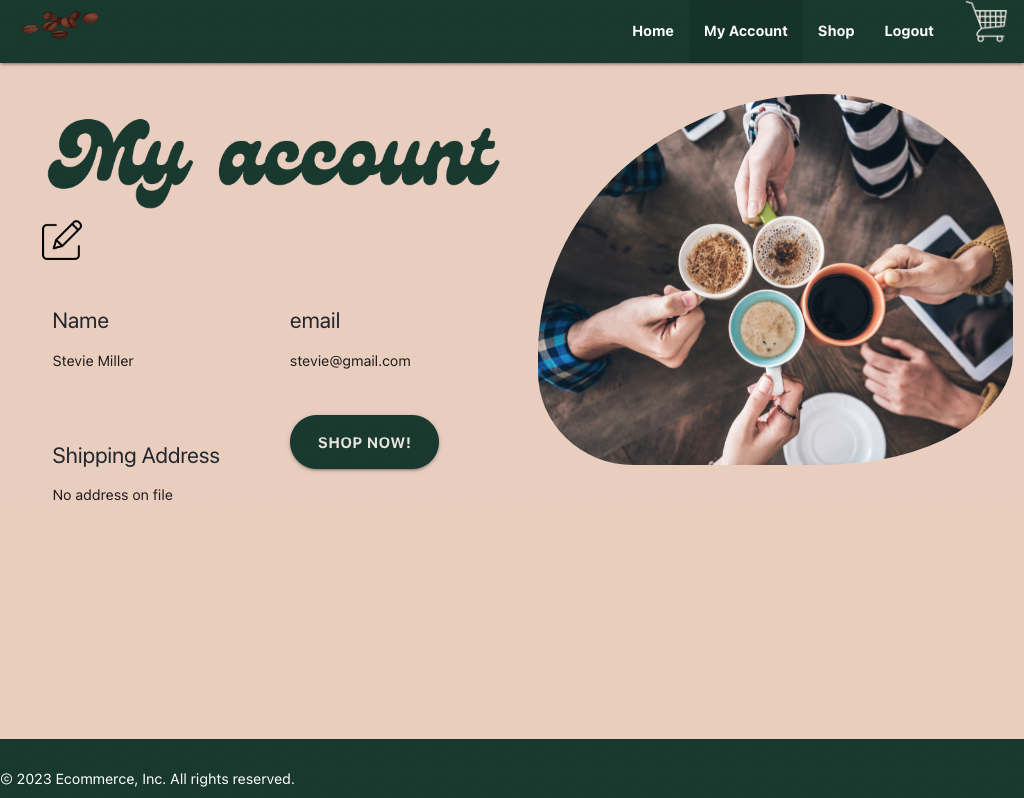 Home
My Account
Shop
Logout
My account
Name
email
Stevie Miller
stevie@gmail.com
SHOP NOW!
Shipping Address
No address on file
© 2023 Ecommerce, Inc. All rights reserved.